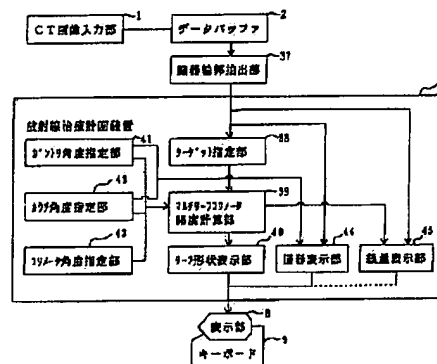 1
ＣＴ画像入力部
2
データバッファ
37
臓器輪郭抽出部
放射線治療計画装置
41
ガントリ角度指定部
38
ターゲット指定部
42
カウチ角度指定部
39
マルチリーフコリメータ
開度計算部
43
コリメータ角度指定部
40
リーフ形状表示部
44
臓器表示部
45
線量表示部
8
表示部
9
キーボード